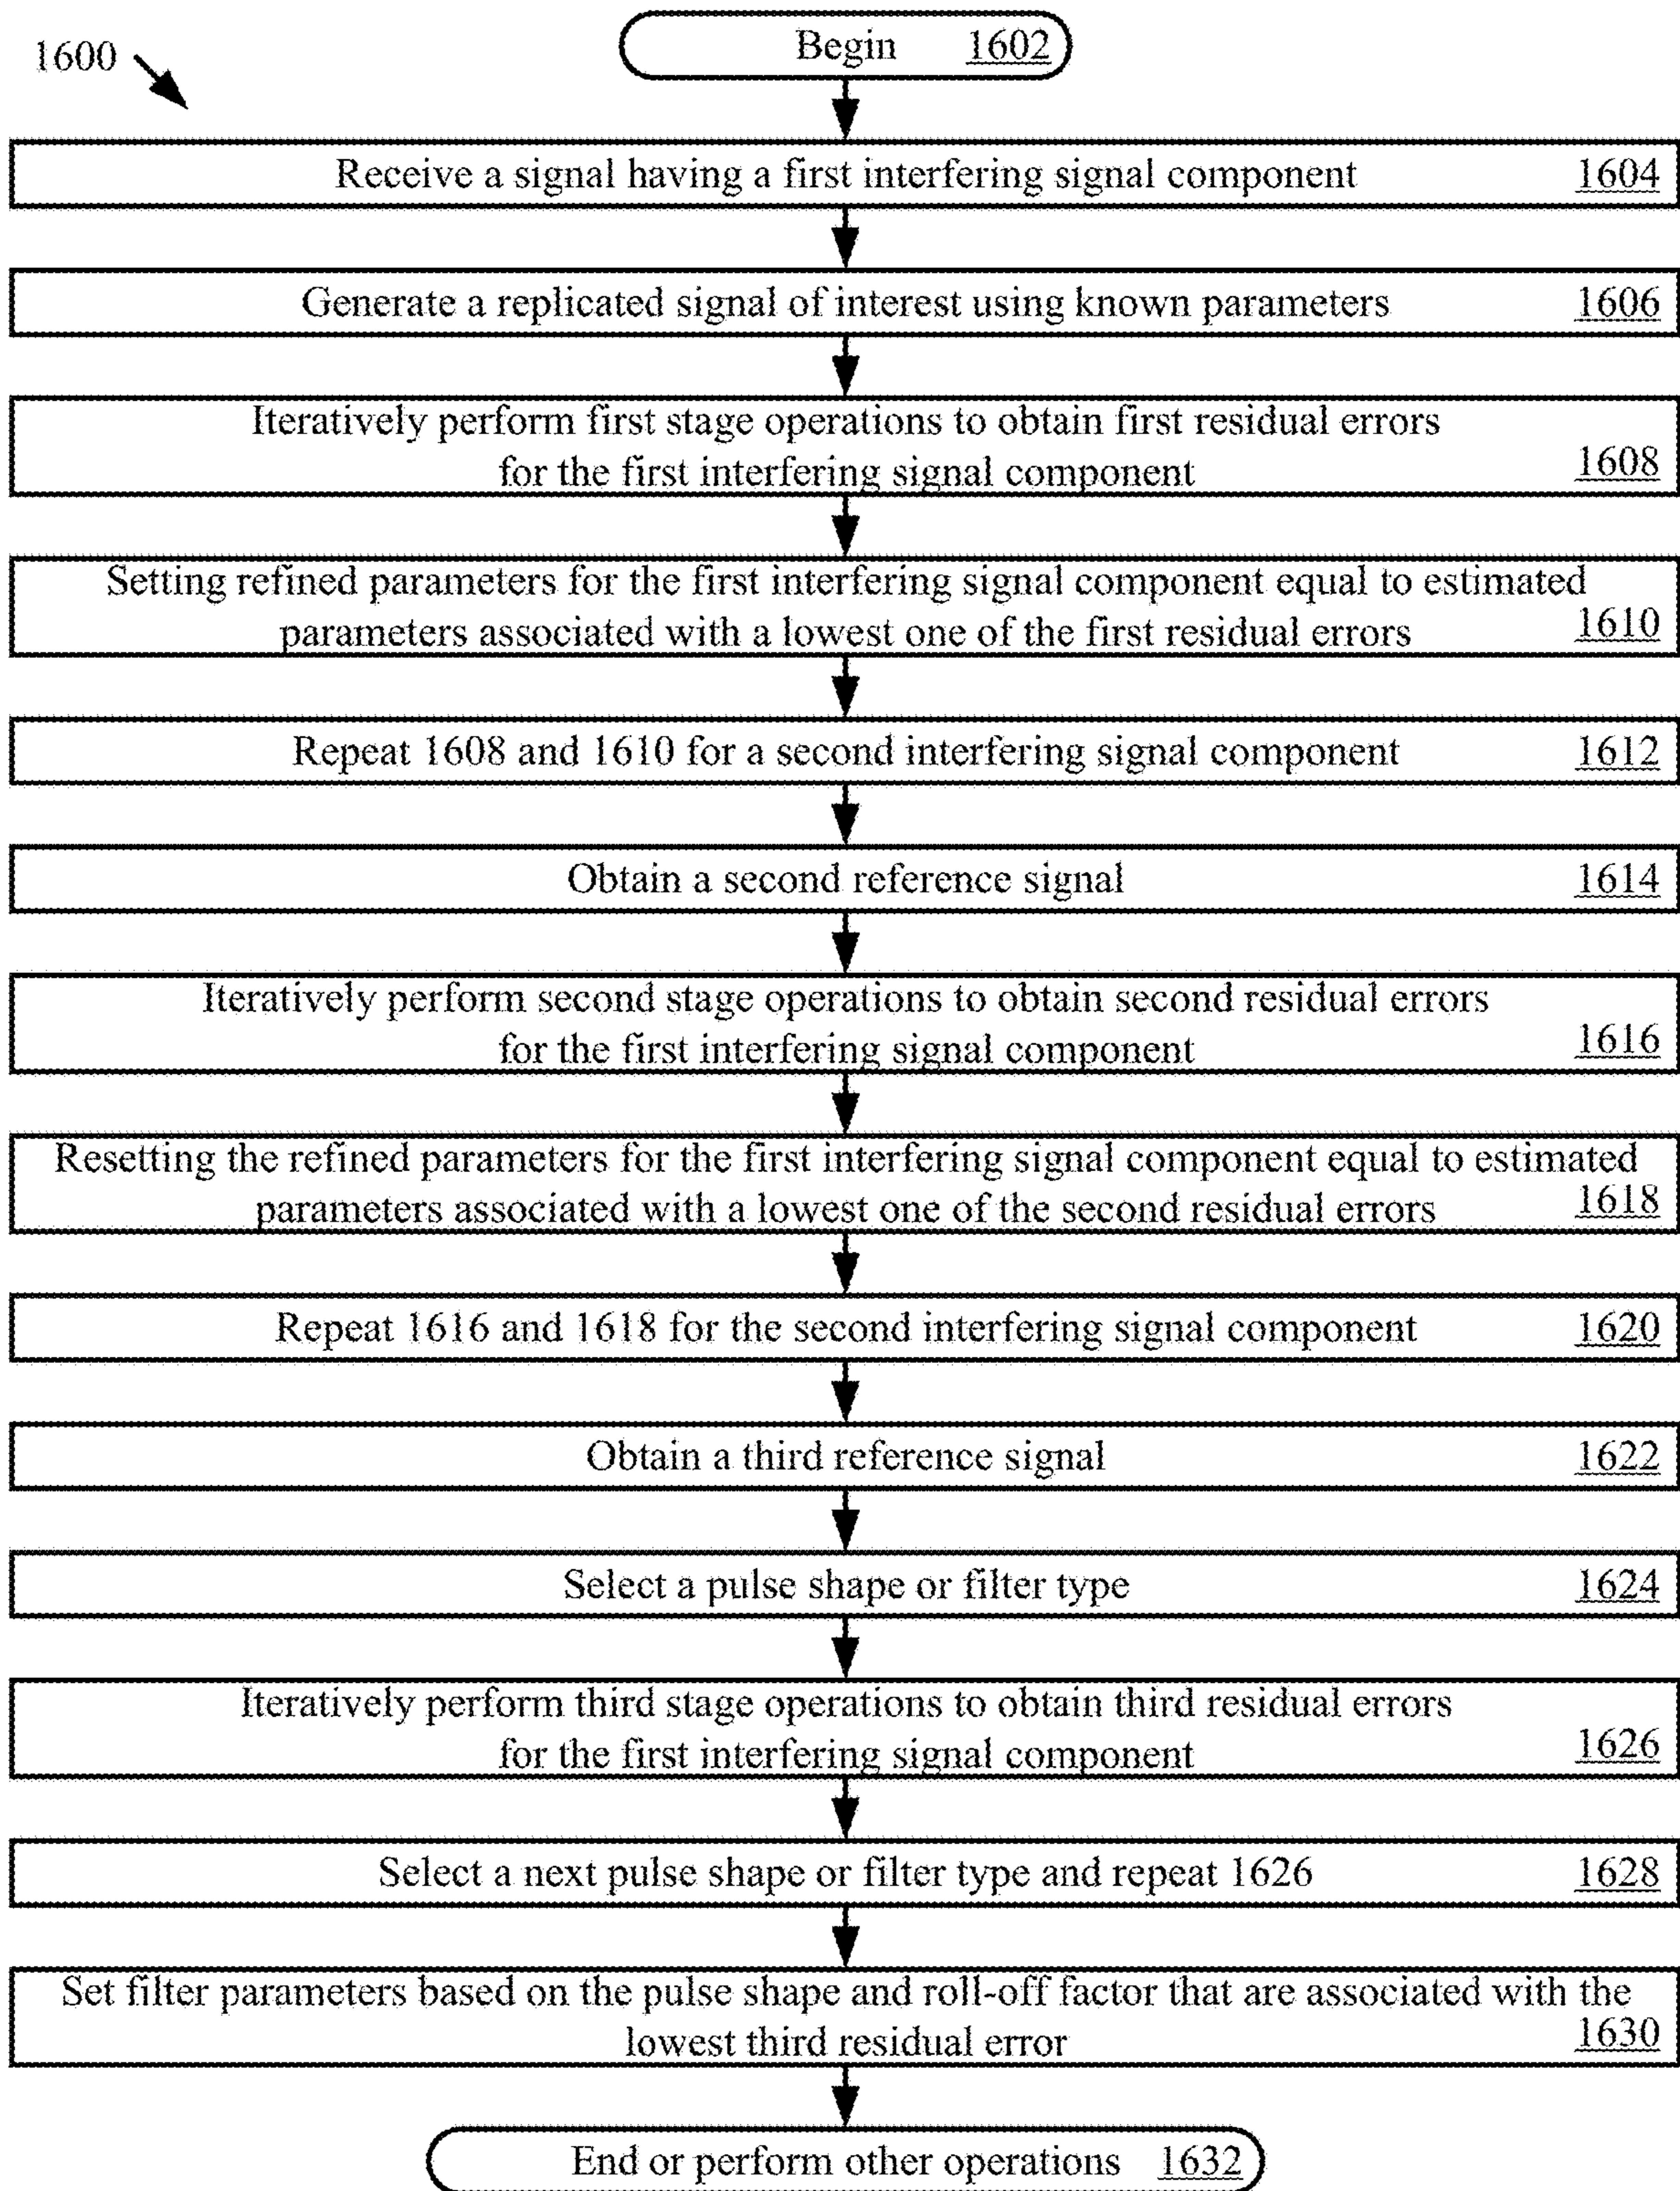 1600
Begin 1602
Receive a signal having a first interfering signal component 1604
Generate a replicated signal of interest using known parameters 1606
Iteratively perform first stage operations to obtain first residual errors
for the first interfering signal component 1608
Setting refined parameters for the first interfering signal component equal to estimated
parameters associated with a lowest one of the first residual errors 1610
Repeat 1608 and 1610 for a second interfering signal component 1612
Obtain a second reference signal 1614
Iteratively perform second stage operations to obtain second residual errors
for the first interfering signal component 1616
Resetting the refined parameters for the first interfering signal component equal to estimated
parameters associated with a lowest one of the second residual errors 1618
Repeat 1616 and 1618 for the second interfering signal component 1620
Obtain a third reference signal 1622
Select a pulse shape or filter type 1624
Iteratively perform third stage operations to obtain third residual errors
for the first interfering signal component 1626
Select a next pulse shape or filter type and repeat 1626 1628
Set filter parameters based on the pulse shape and roll-off factor that are associated with the
lowest third residual error 1630
End or perform other operations 1632